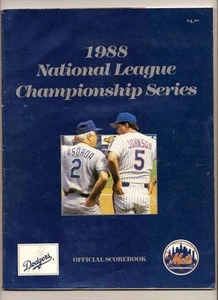 1988
National League
Championship Series
LASORDA
2
JOHNSON
5
Dodgers
Mets
OFFICIAL SCOREBOOK